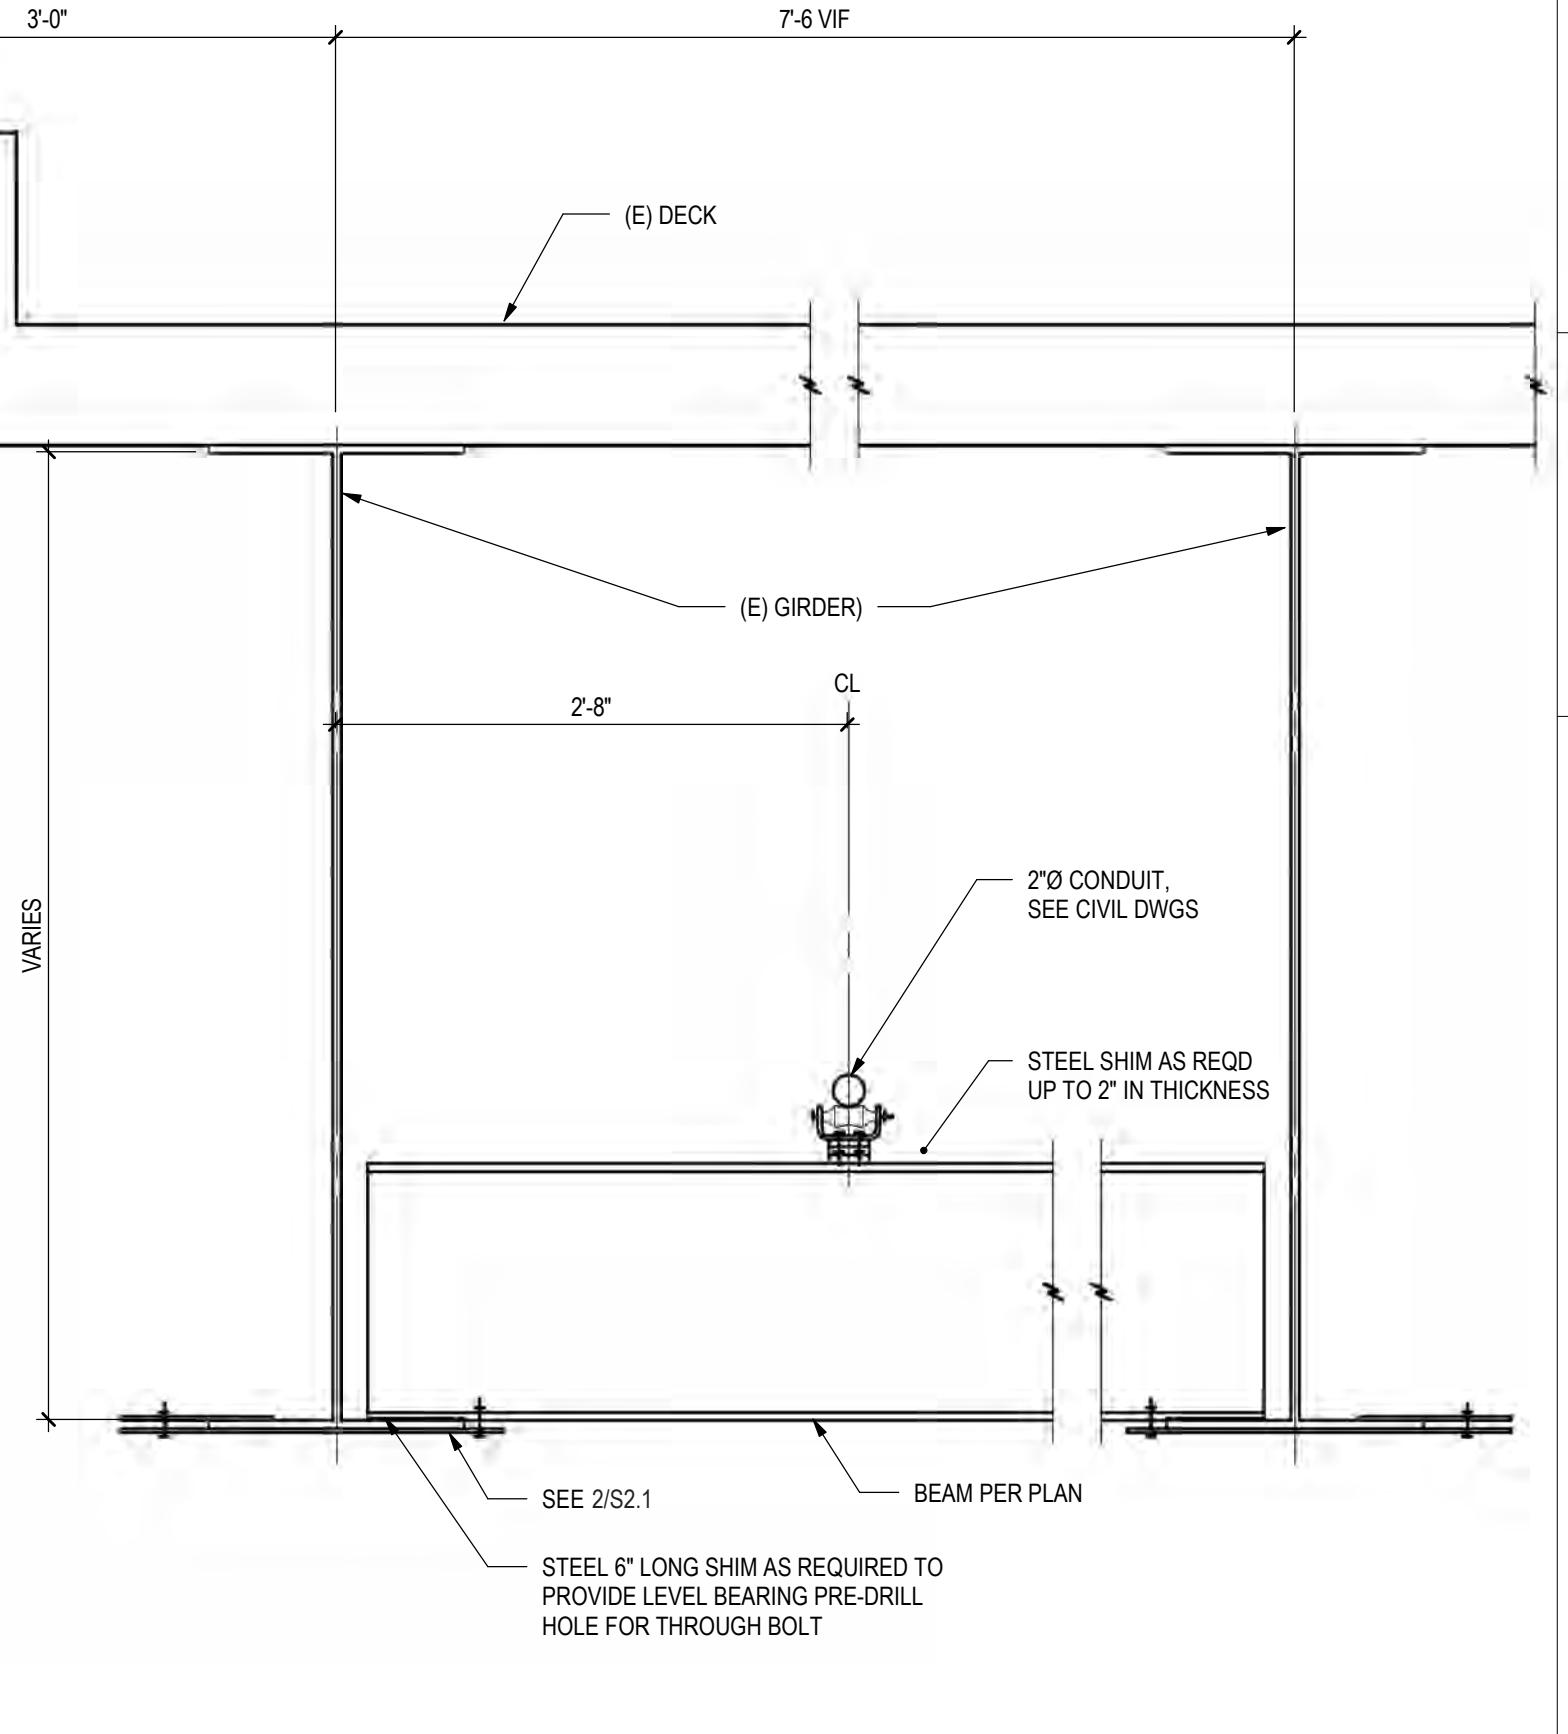 3'-0"
7'-6 VIF
(E) DECK
(E) GIRDER)
CL
2'-8"
2"Ø CONDUIT,
SEE CIVIL DWGS
VARIES
STEEL SHIM AS REQD
UP TO 2" IN THICKNESS
BEAM PER PLAN
SEE 2/S2.1
STEEL 6" LONG SHIM AS REQUIRED TO
PROVIDE LEVEL BEARING PRE-DRILL
HOLE FOR THROUGH BOLT